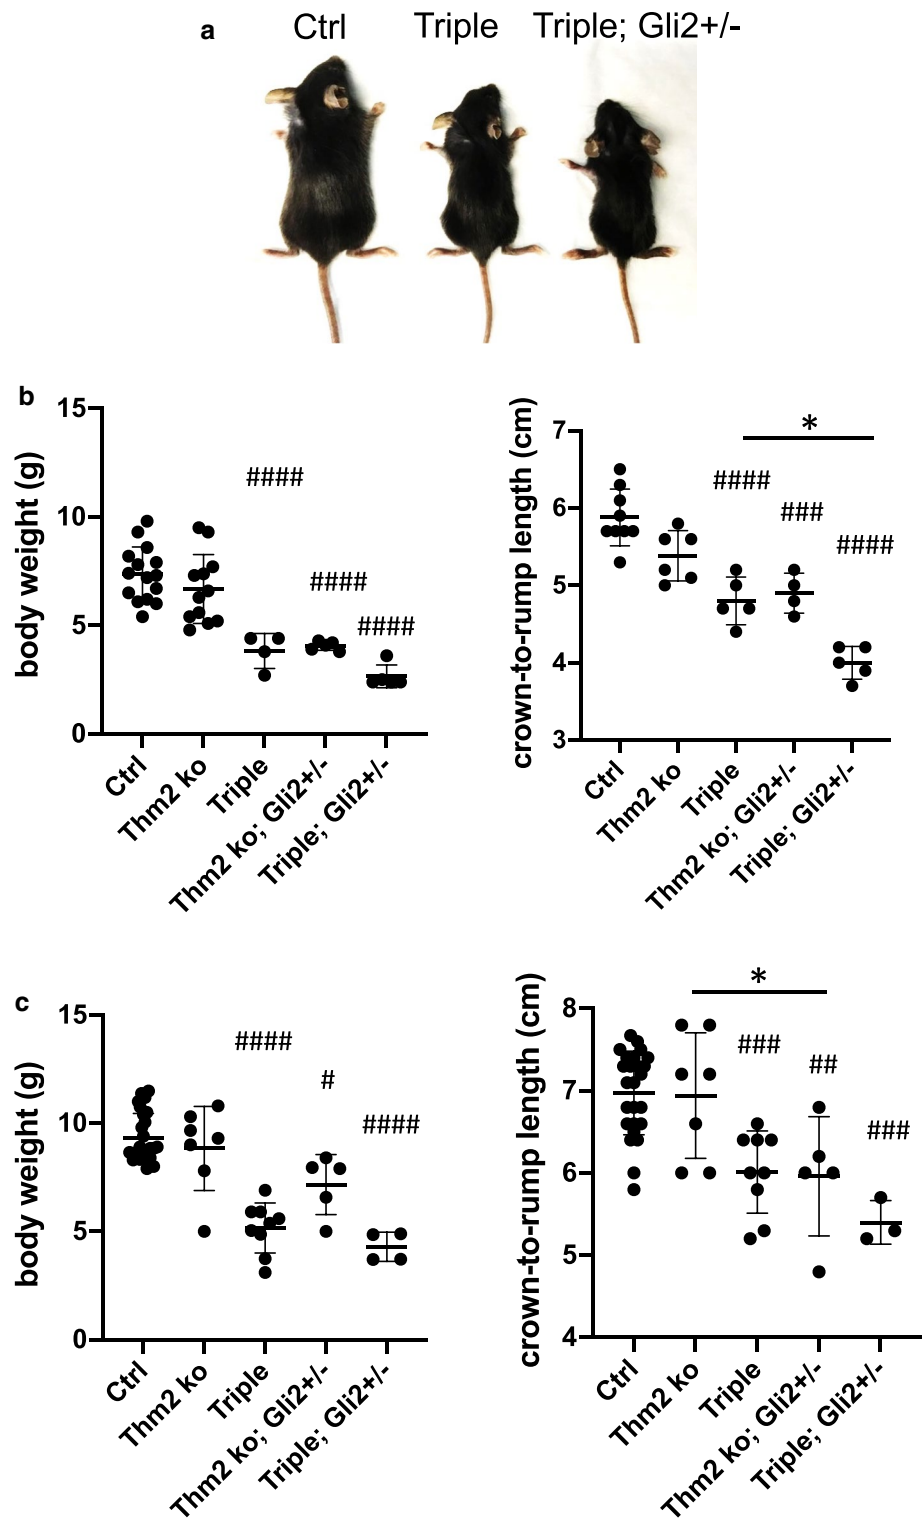 a
Ctrl Triple Triple; Gli2+/-
b
body weight (g)
15
10
5
0
####
####
####
Ctrl
Thm2 ko
Triple
Thm2 ko; Gli2+/-
Triple; Gli2+/-
crown-to-rump length (cm)
7
6
5
4
3
*
####
###
####
Ctrl
Thm2 ko
Triple
Thm2 ko; Gli2+/-
Triple; Gli2+/-
c
body weight (g)
15
10
5
0
####
#
####
Ctrl
Thm2 ko
Triple
Thm2 ko; Gli2+/-
Triple; Gli2+/-
crown-to-rump length (cm)
8
7
6
5
4
*
###
##
###
Ctrl
Thm2 ko
Triple
Thm2 ko; Gli2+/-
Triple; Gli2+/-